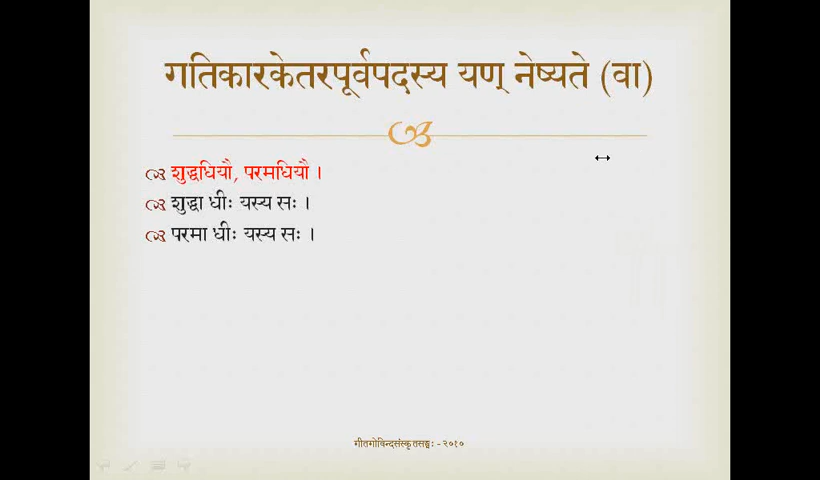 गतिकारकेतरपूर्वपदस्य यण् नेष्यते (वा)
शुद्धधियौ, परमधियौ ।
शुद्धा धीः यस्य सः ।
परमा धीः यस्य सः ।
गीतगोविन्दसंस्कृतसङ्घः - २०१०